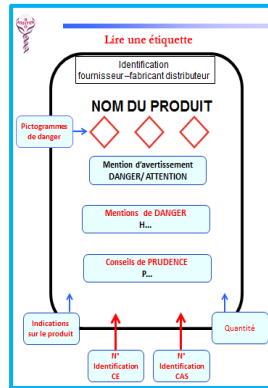 Lire une étiquette
Identification
fournisseur –fabricant distributeur
NOM DU PRODUIT
Pictogrammes
de danger
Mention d'avertissement
DANGER/ ATTENTION
Mentions de DANGER
H...
Conseils de PRUDENCE
P...
Indications
sur le produit
Quantité
N°
Identification
CE
N°
Identification
CAS